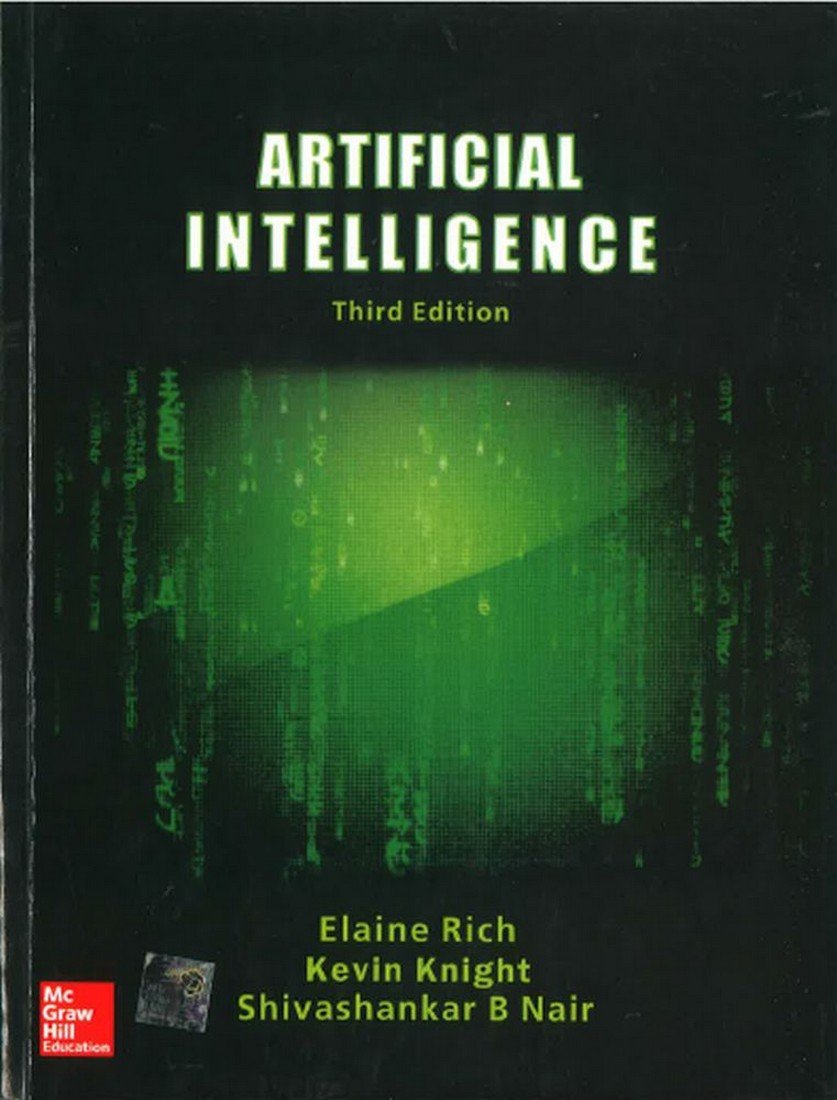 ARTIFICIAL
INTELLIGENCE
Third Edition
Elaine Rich
Kevin Knight
Shivashankar B Nair
Mc
Graw
Hill
Education